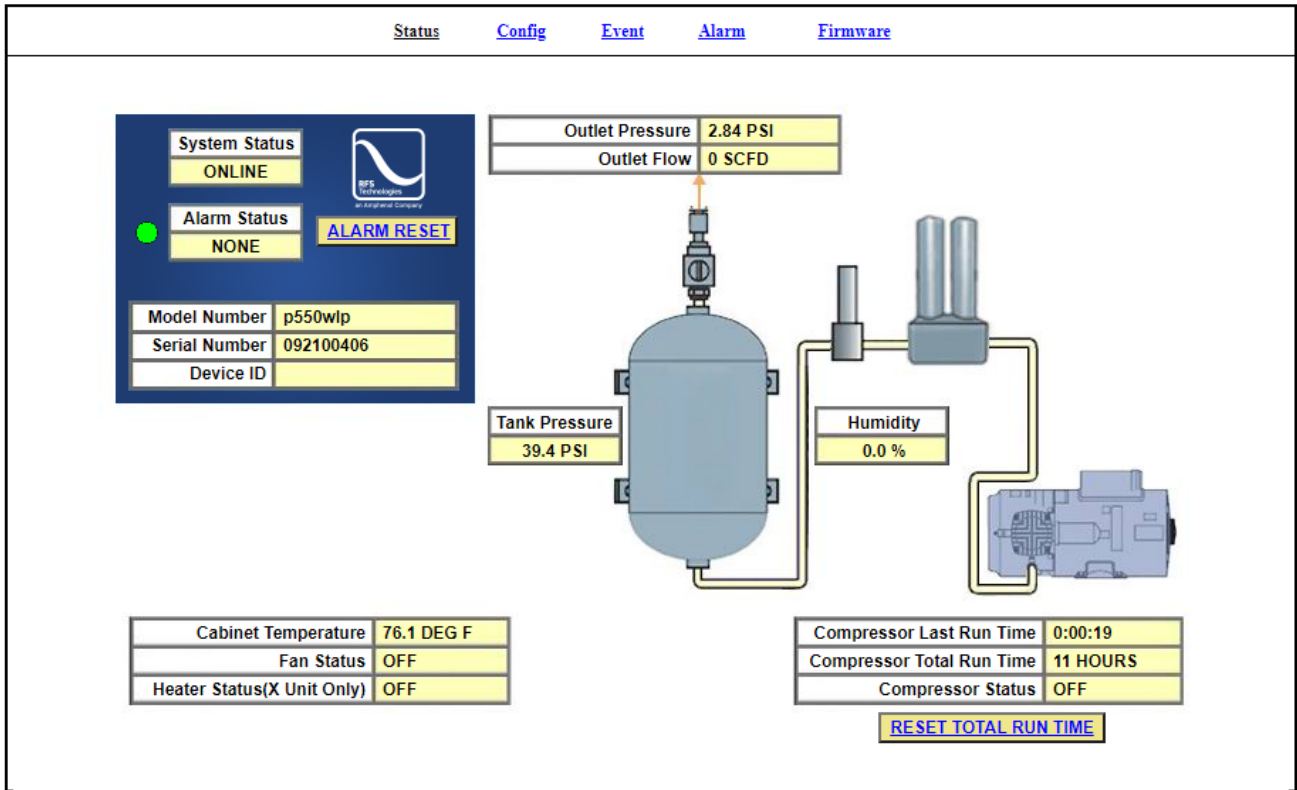 Status Config Event Alarm Firmware
System Status
ONLINE
RFS
Technologies
an Amphenol Company
Alarm Status
NONE
ALARM RESET
Model Number p550wlp
Serial Number 092100406
Device ID
Outlet Pressure 2.84 PSI
Outlet Flow 0 SCFD
Tank Pressure
39.4 PSI
Humidity
0.0 %
Cabinet Temperature 76.1 DEG F
Fan Status OFF
Heater Status(X Unit Only) OFF
Compressor Last Run Time 0:00:19
Compressor Total Run Time 11 HOURS
Compressor Status OFF
RESET TOTAL RUN TIME